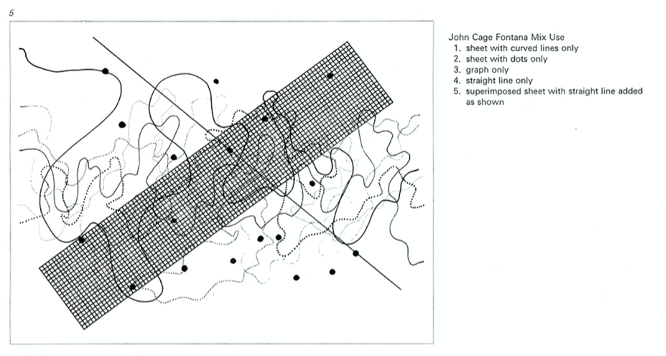 5
John Cage Fontana Mix Use
1. sheet with curved lines only
2. sheet with dots only
3. graph only
4. straight line only
5. superimposed sheet with straight line added
as shown